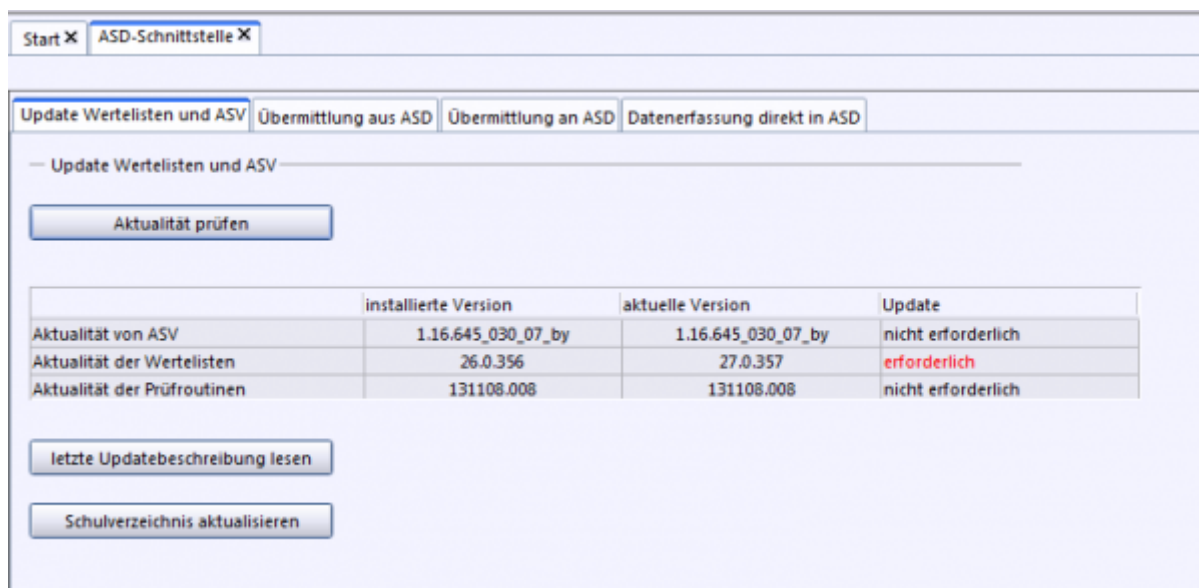 Start X ASD-Schnittstelle X
Update Wertelisten und ASV Übermittlung aus ASD Übermittlung an ASD Datenerfassung direkt in ASD
Update Wertelisten und ASV
Aktualität prüfen
installierte Version aktuelle Version Update
Aktualität von ASV 1.16.645_030_07_by 1.16.645_030_07_by nicht erforderlich
Aktualität der Wertelisten 26.0.356 27.0.357 erforderlich
Aktualität der Prüfroutinen 131108.008 131108.008 nicht erforderlich
letzte Updatebeschreibung lesen
Schulverzeichnis aktualisieren